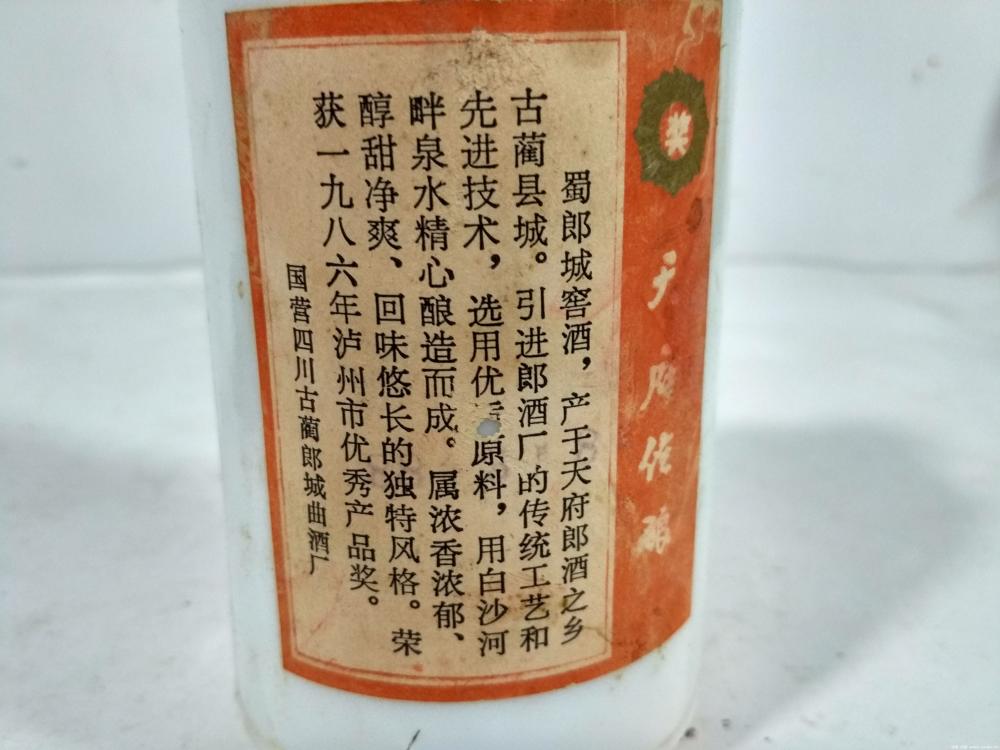 奖
天府佳酿
蜀郎城窖酒，产于天府郎酒之乡
古蔺县城。引进郎酒厂的传统工艺和
先进技术，选用优 原料，用白沙河
畔泉水精心酿造而成。属浓香浓郁、
醇甜净爽、回味悠长的独特风格。荣
获一九八六年泸州市优秀产品奖。
国营四川古蔺郎城曲酒厂